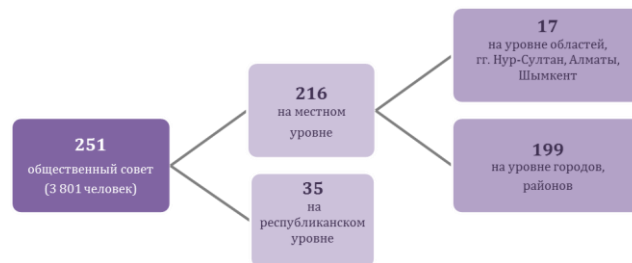 251
общественный совет
(3 801 человек)
216
на местном
уровне
35
на
республиканском
уровне
17
на уровне областей,
гг. Нур-Султан, Алматы,
Шымкент
199
на уровне городов,
районов